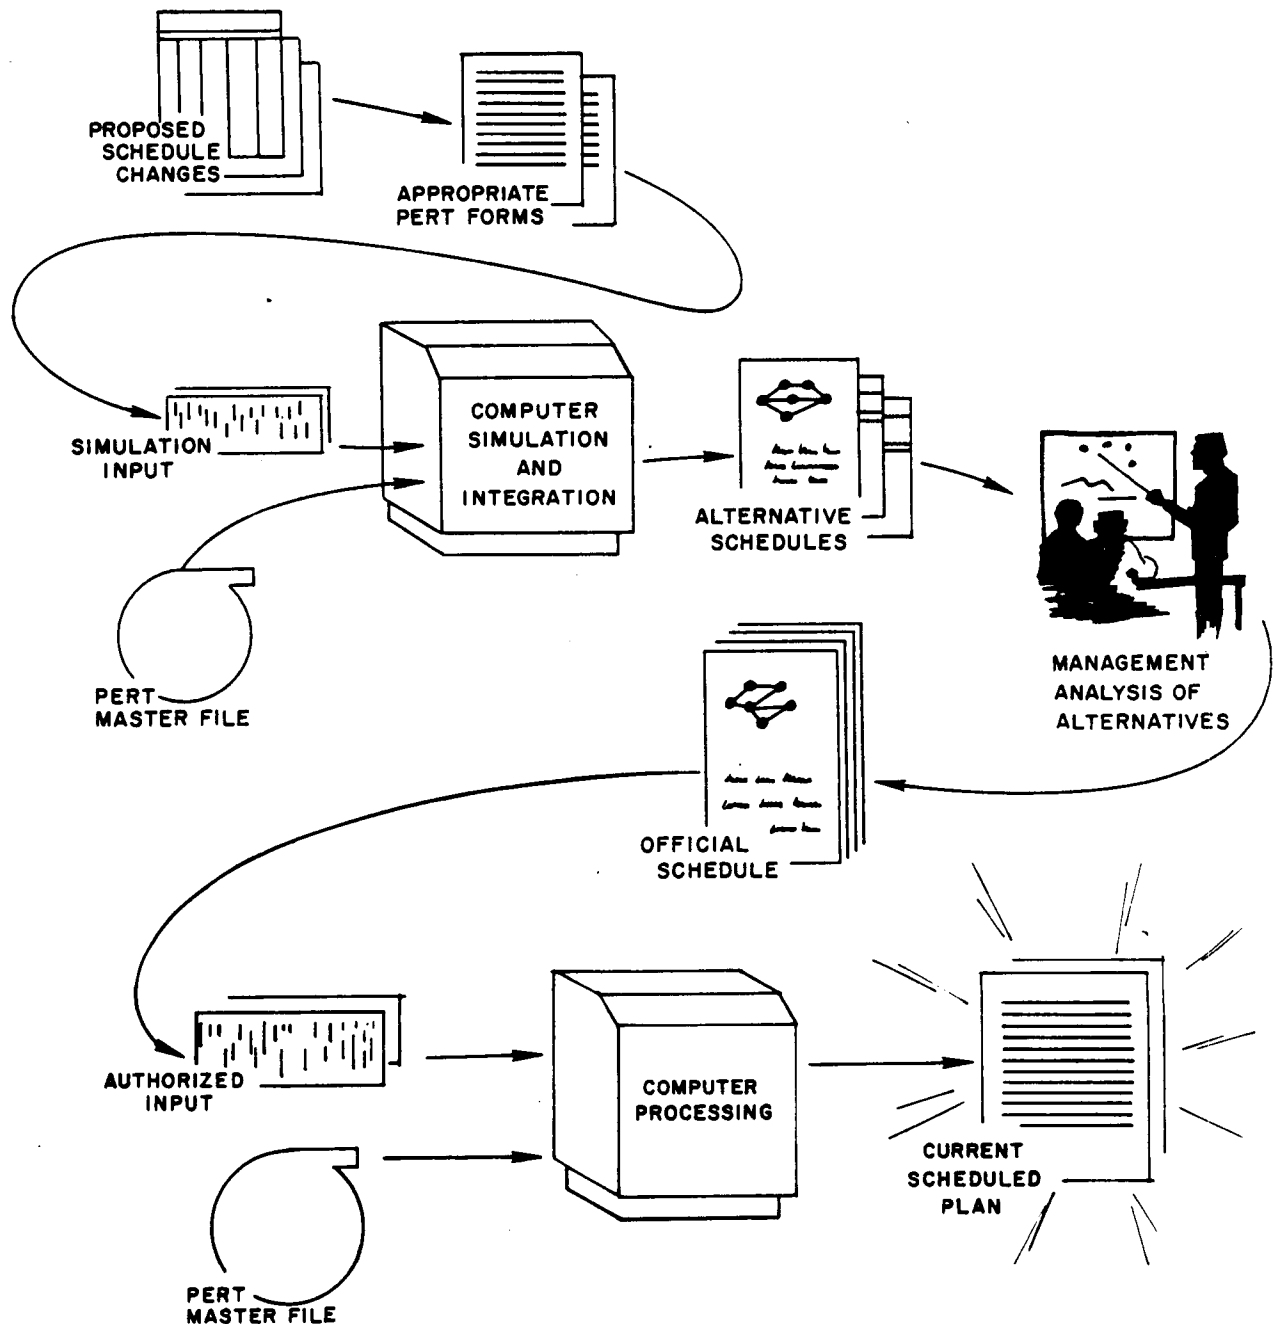 PROPOSED
SCHEDULE
CHANGES
APPROPRIATE
PERT FORMS
SIMULATION
INPUT
COMPUTER
SIMULATION
AND
INTEGRATION
ALTERNATIVE
SCHEDULES
PERT
MASTER FILE
MANAGEMENT
ANALYSIS OF
ALTERNATIVES
OFFICIAL
SCHEDULE
AUTHORIZED
INPUT
COMPUTER
PROCESSING
CURRENT
SCHEDULED
PLAN
PERT
MASTER FILE